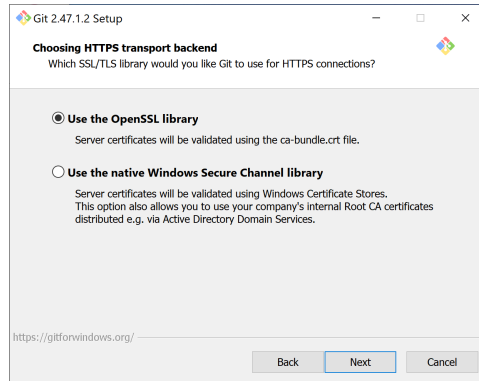 Git 2.47.1.2 Setup
Choosing HTTPS transport backend
Which SSL/TLS library would you like Git to use for HTTPS connections?
Use the OpenSSL library
Server certificates will be validated using the ca-bundle.crt file.
Use the native Windows Secure Channel library
Server certificates will be validated using Windows Certificate Stores.
This option also allows you to use your company's internal Root CA certificates
distributed e.g. via Active Directory Domain Services.
https://gitforwindows.org/
Back Next Cancel